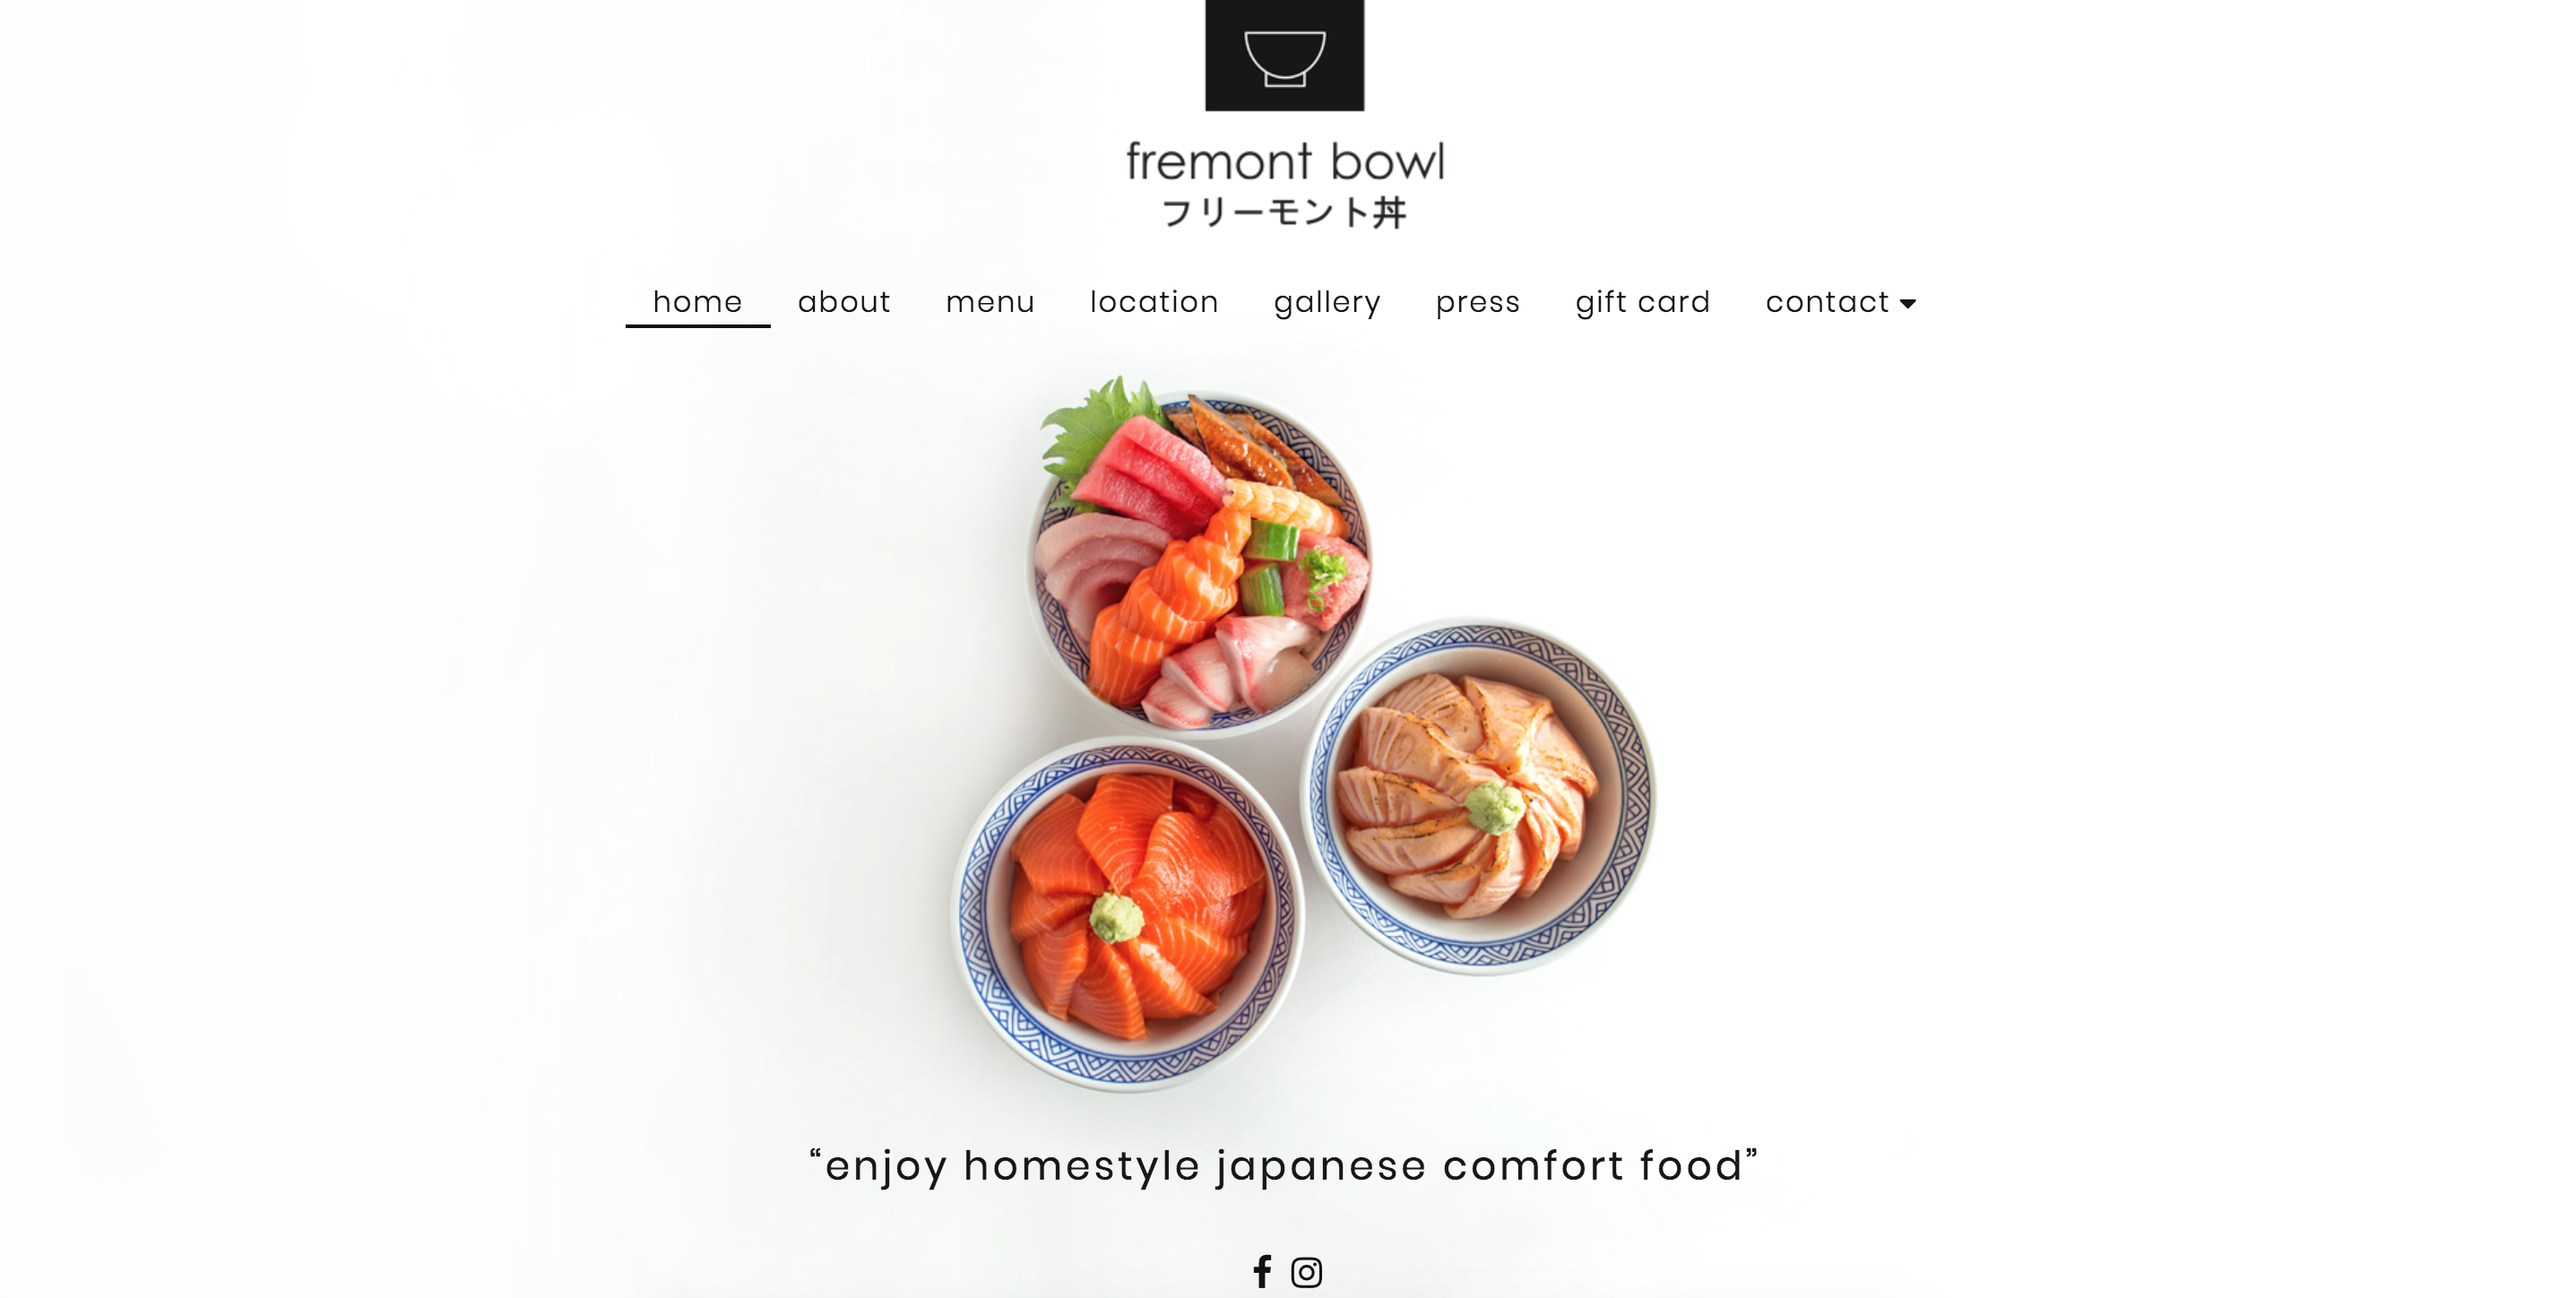 fremont bowl
フリーモント丼
home about menu location gallery press gift card contact
“enjoy homestyle japanese comfort food”